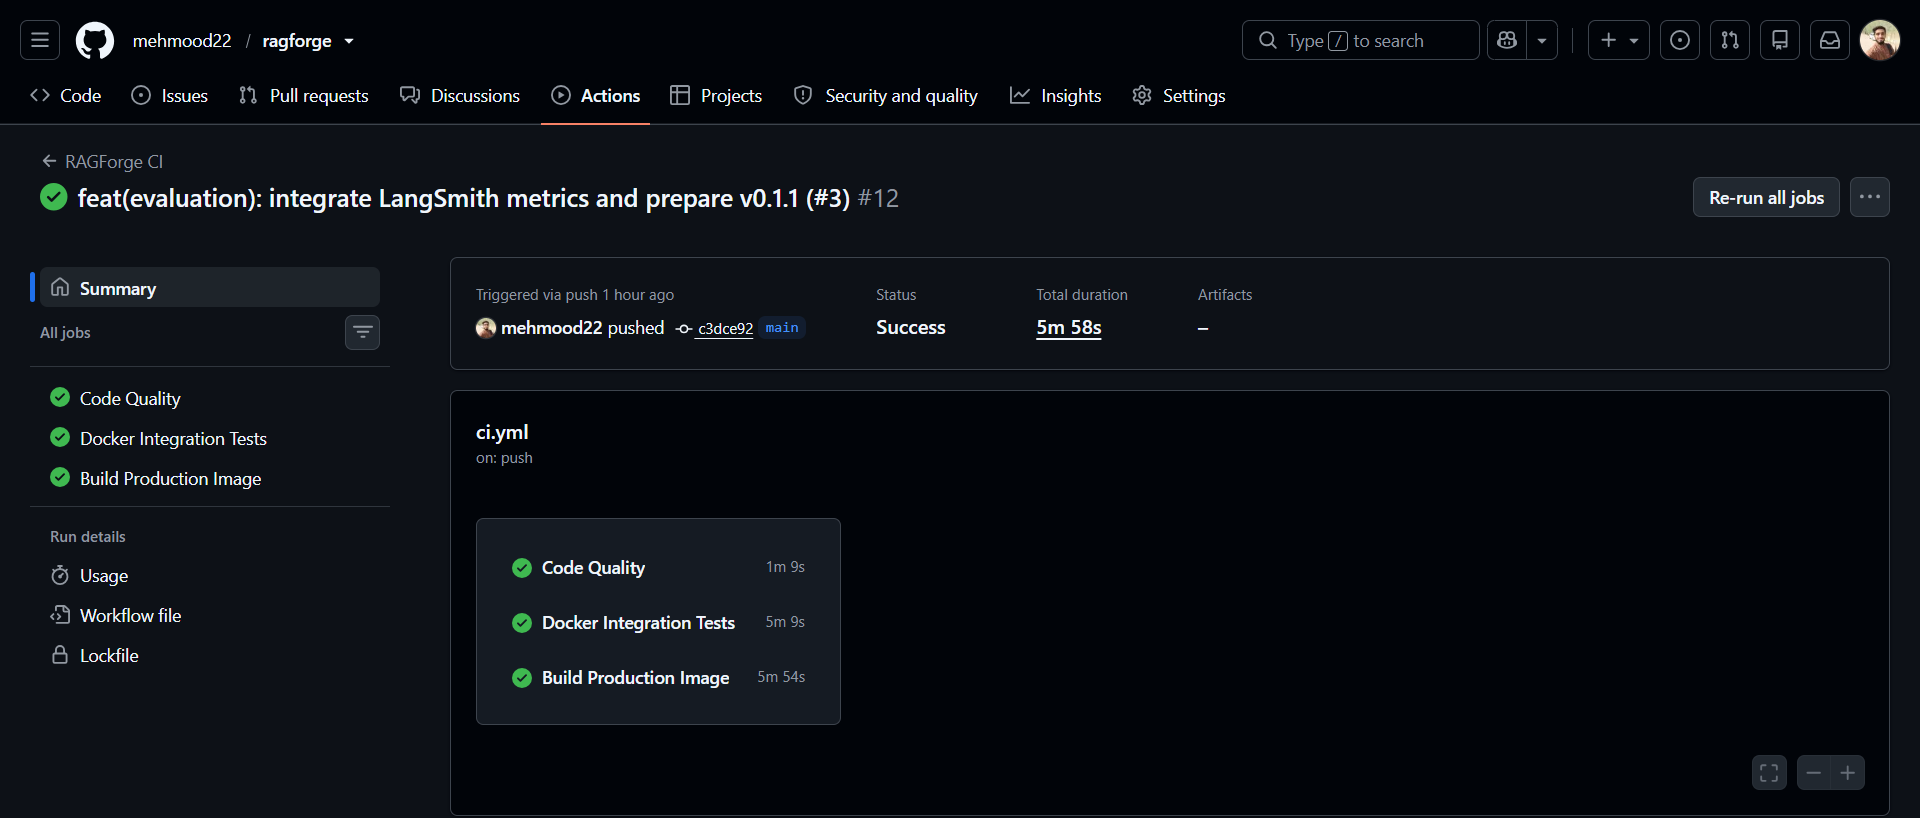 mehmood22 / ragforge
Type / to search
Code
Issues
Pull requests
Discussions
Actions
Projects
Security and quality
Insights
Settings
RAGForge CI
feat(evaluation): integrate LangSmith metrics and prepare v0.1.1 (#3) #12
Re-run all jobs
Summary
All jobs
Code Quality
Docker Integration Tests
Build Production Image
Run details
Usage
Workflow file
Lockfile
Triggered via push 1 hour ago
mehmood22 pushed c3dce92 main
Status
Success
Total duration
5m 58s
Artifacts
–
ci.yml
on: push
Code Quality 1m 9s
Docker Integration Tests 5m 9s
Build Production Image 5m 54s